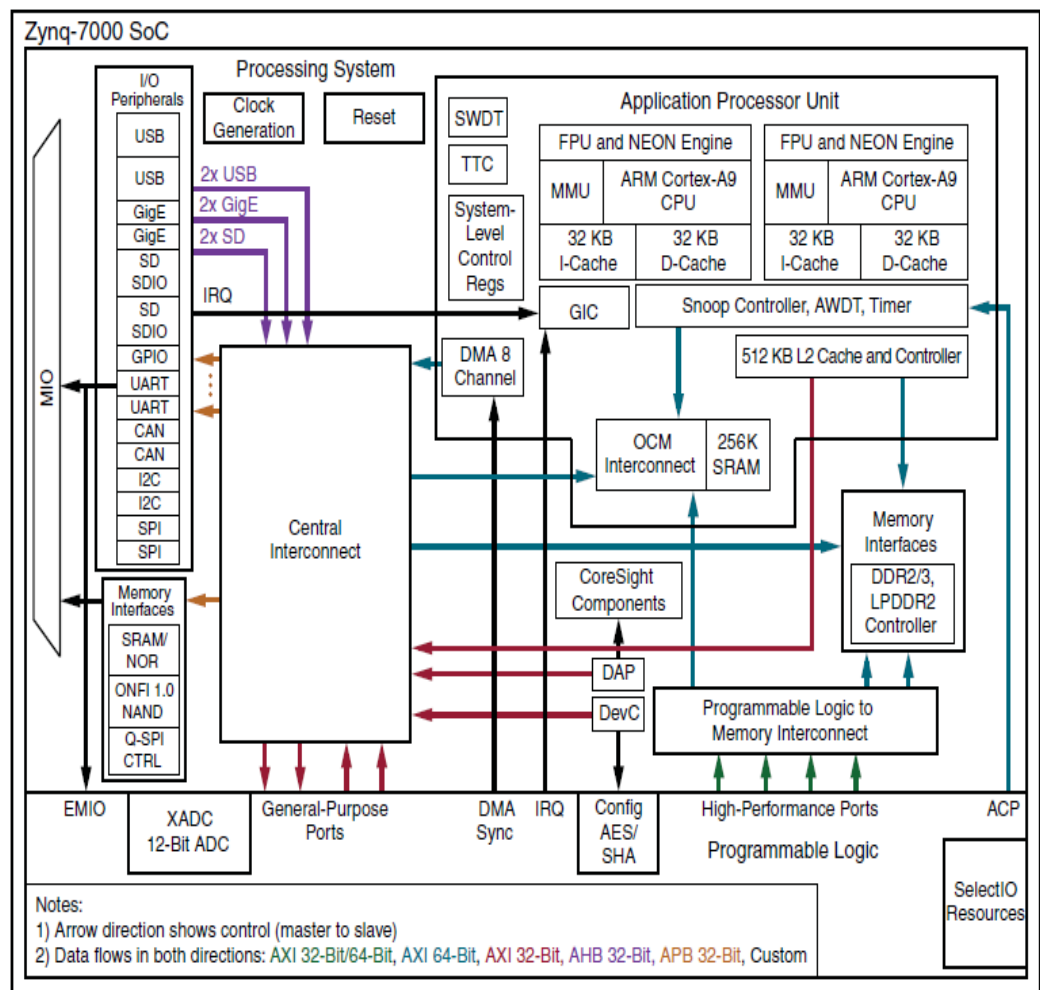 Zynq-7000 SoC
I/O
Peripherals
USB
USB
GigE
GigE
SD
SDIO
SD
SDIO
GPIO
UART
UART
CAN
CAN
I2C
I2C
SPI
SPI
MIO
Memory
Interfaces
SRAM/
NOR
ONFI 1.0
NAND
Q-SPI
CTRL
Processing System
Clock
Generation
Reset
2x USB
2x GigE
2x SD
IRQ
Central
Interconnect
Application Processor Unit
SWDT
TTC
System-
Level
Control
Regs
FPU and NEON Engine
MMU
ARM Cortex-A9
CPU
32 KB
I-Cache
32 KB
D-Cache
FPU and NEON Engine
MMU
ARM Cortex-A9
CPU
32 KB
I-Cache
32 KB
D-Cache
GIC
Snoop Controller, AWDT, Timer
DMA 8
Channel
512 KB L2 Cache and Controller
OCM
Interconnect
256K
SRAM
Memory
Interfaces
DDR2/3,
LPDDR2
Controller
CoreSight
Components
DAP
DevC
Programmable Logic to
Memory Interconnect
EMIO
XADC
12-Bit ADC
General-Purpose
Ports
DMA
Sync
IRQ
Config
AES/
SHA
High-Performance Ports
ACP
Programmable Logic
SelectIO
Resources
Notes:
1) Arrow direction shows control (master to slave)
2) Data flows in both directions: AXI 32-Bit/64-Bit, AXI 64-Bit, AXI 32-Bit, AHB 32-Bit, APB 32-Bit, Custom